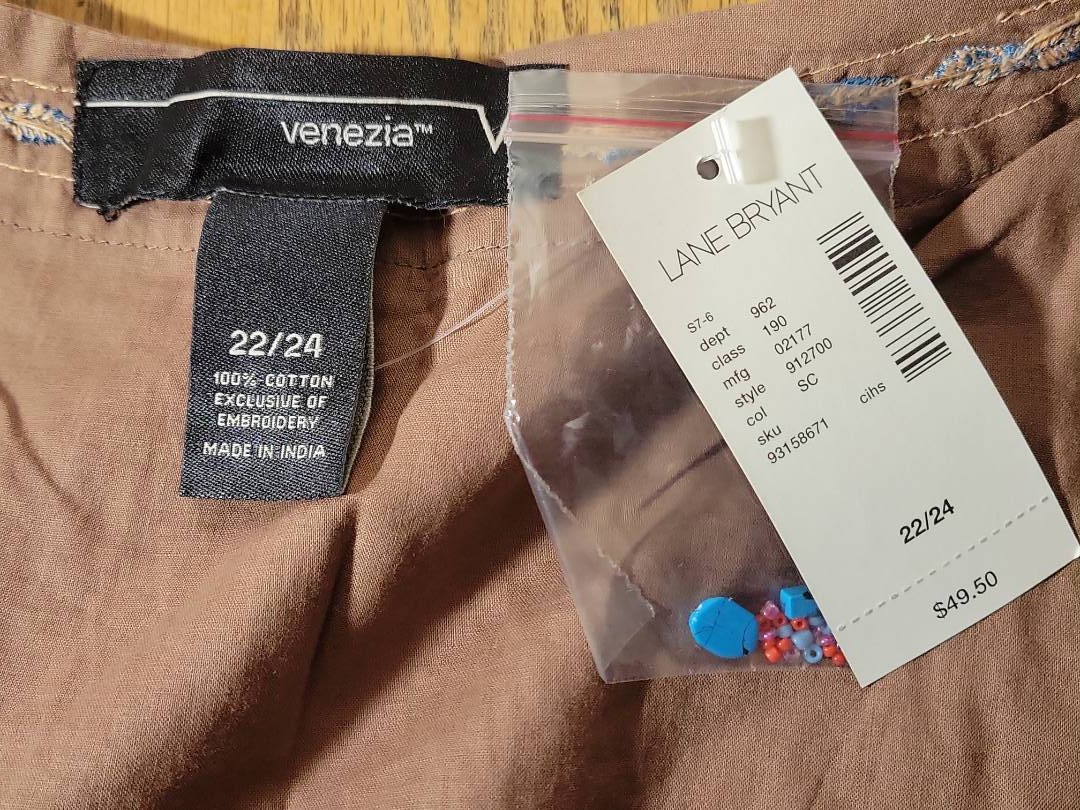 venezia™
22/24
100% COTTON
EXCLUSIVE OF
EMBROIDERY
MADE IN INDIA
LANE BRYANT
S7-6
dept 962
class 190
mfg 02177
style 912700
col SC
sku
93158671
cihs
22/24
$49.50